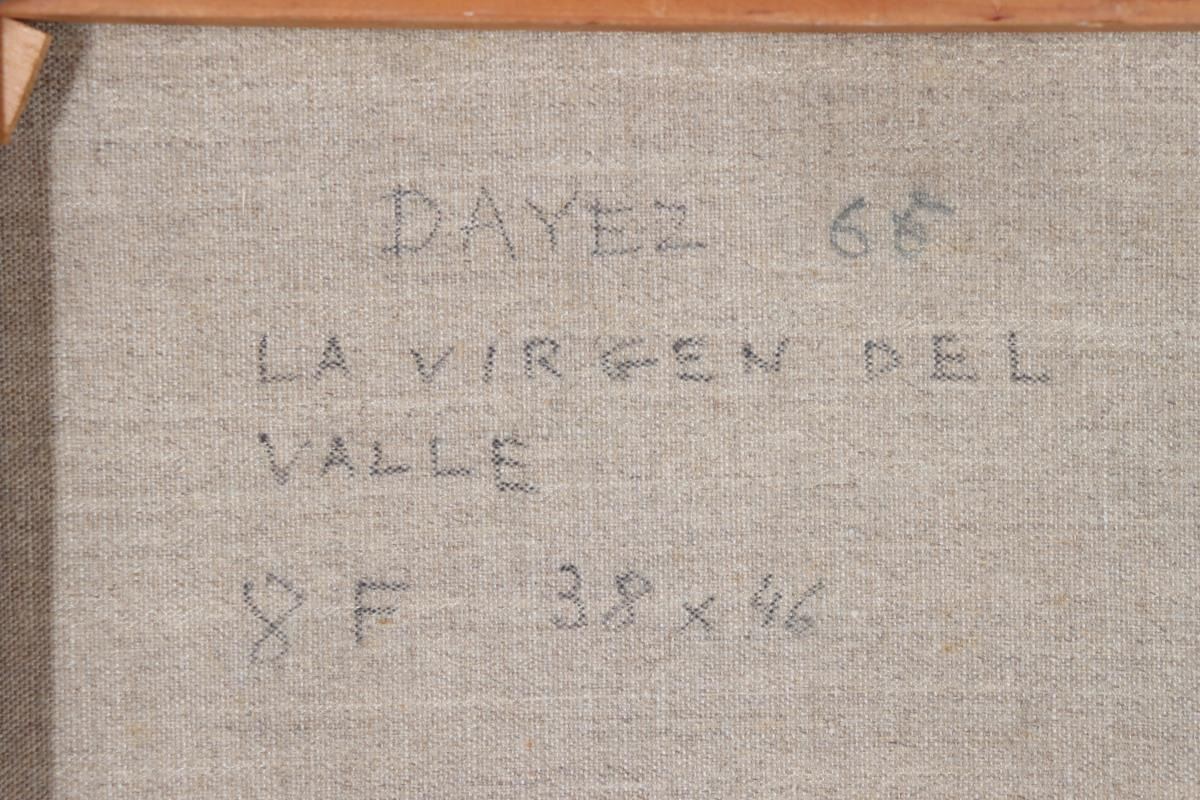 DAYEZ 65
LA VIRGEN DEL
VALLE
8 F 38 x 46